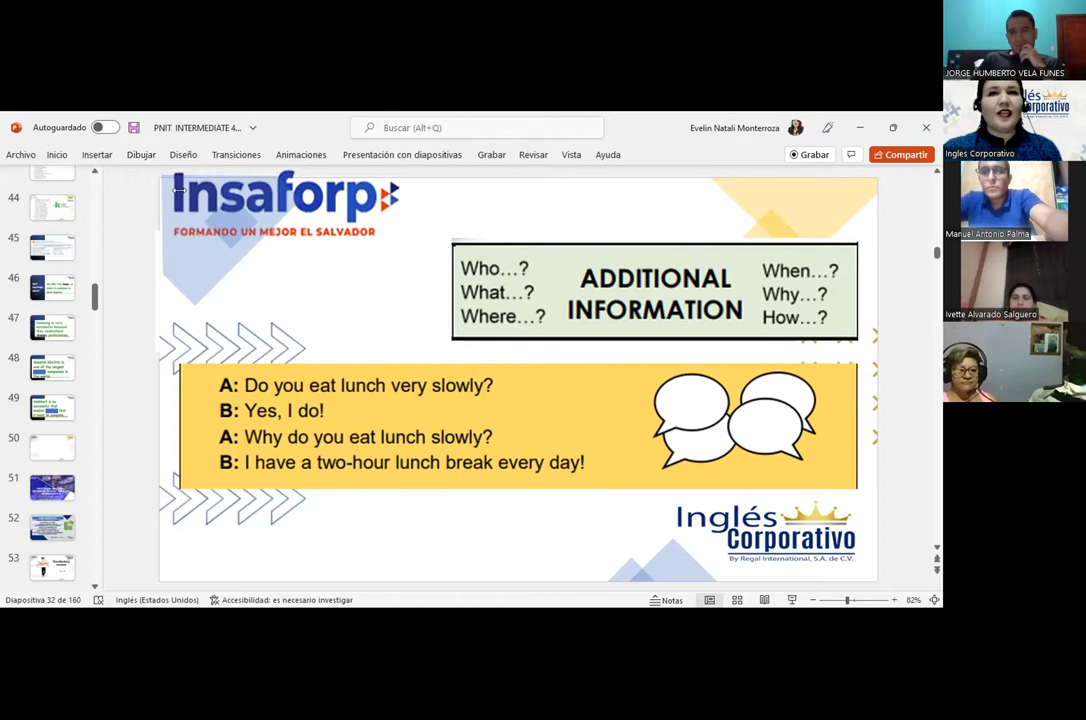 Autoguardado
PNIT INTERMEDIATE 4...
Buscar (Alt+Q)
Evelin Natali Monterroza
Archivo Inicio Insertar Dibujar Diseño Transiciones Animaciones Presentación con diapositivas Grabar Revisar Vista Ayuda
Grabar
Compartir
44
45
46
47
48
49
50
51
52
53
Insaforp
FORMANDO UN MEJOR EL SALVADOR
Who...?
What...?
Where...?
ADDITIONAL
INFORMATION
When...?
Why...?
How...?
A: Do you eat lunch very slowly?
B: Yes, I do!
A: Why do you eat lunch slowly?
B: I have a two-hour lunch break every day!
Inglés
Corporativo
By Regal International, S.A. de C.V.
Diapositiva 32 de 160
Inglés (Estados Unidos)
Accesibilidad: es necesario investigar
Notas
82%
JORGE HUMBERTO VELA FUNES
lés
orporativo
Ingles Corporativo
Manuel Antonio Palma
Ivette Alvarado Salguero